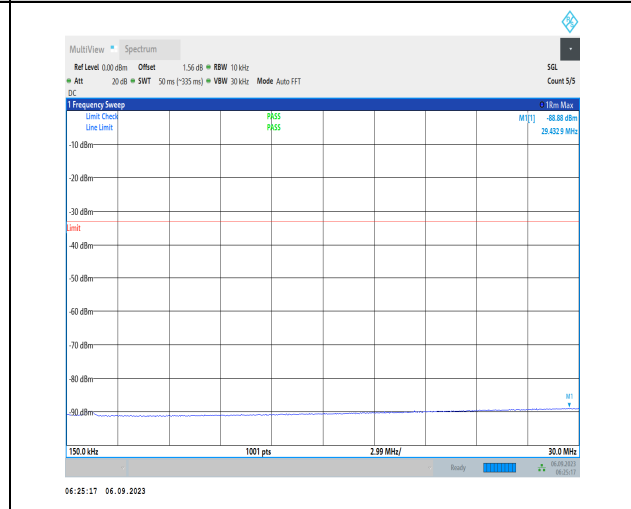 MultiView Spectrum
Ref Level 0.00 dBm Offset 1.56 dB RBW 10 kHz SGL
Att 20 dB SWT 50 ms (~335 ms) VBW 30 kHz Mode Auto FFT Count 5/5
DC
1 Frequency Sweep 1Rm Max
Limit Check PASS M1[1] -88.88 dBm
Line Limit PASS 29.432 9 MHz
-10 dBm
-20 dBm
-30 dBm
Limit
-40 dBm
-50 dBm
-60 dBm
-70 dBm
-80 dBm
M1
-90 dBm
150.0 kHz 1001 pts 2.99 MHz/ 30.0 MHz
Ready 06.09.2023
06:25:17
06:25:17 06.09.2023